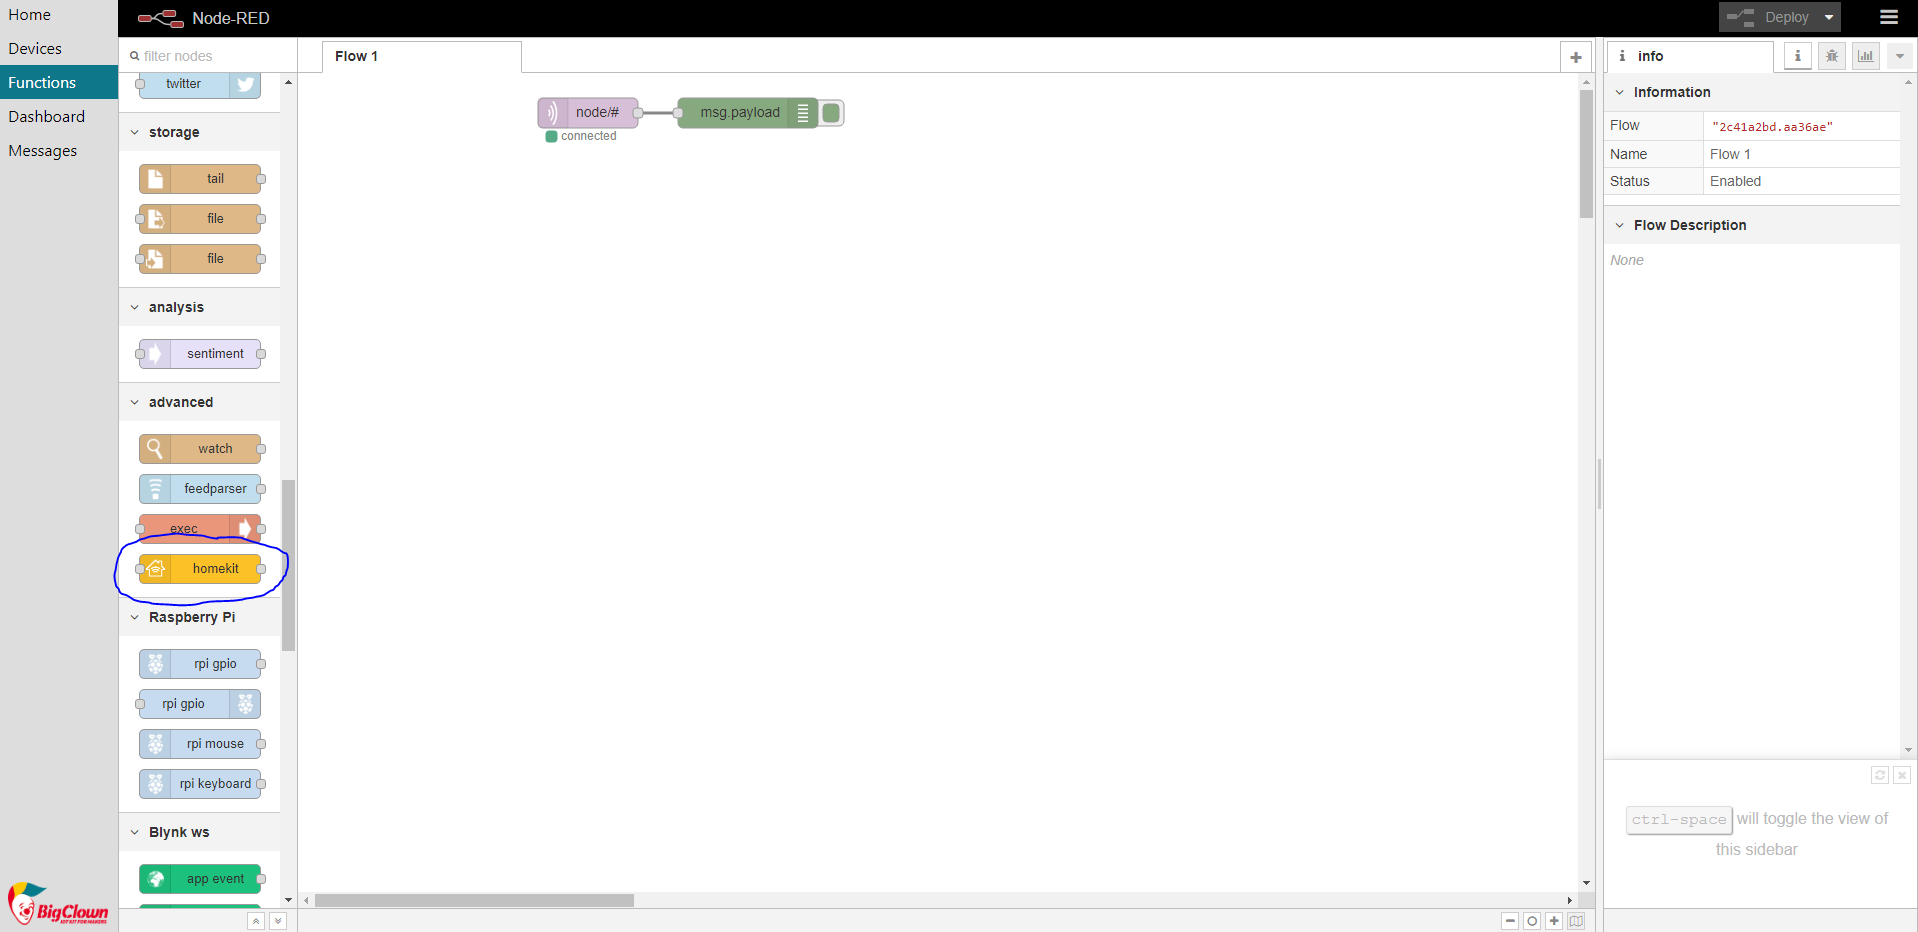 Home
Devices
Functions
Dashboard
Messages
BigClown
Node-RED
Deploy
filter nodes
twitter
storage
tail
file
file
analysis
sentiment
advanced
watch
feedparser
exec
homekit
Raspberry Pi
rpi gpio
rpi gpio
rpi mouse
rpi keyboard
Blynk ws
app event
Flow 1
node/#
connected
msg.payload
info
Information
Flow "2c41a2bd.aa36ae"
Name Flow 1
Status Enabled
Flow Description
None
ctrl-space will toggle the view of
this sidebar